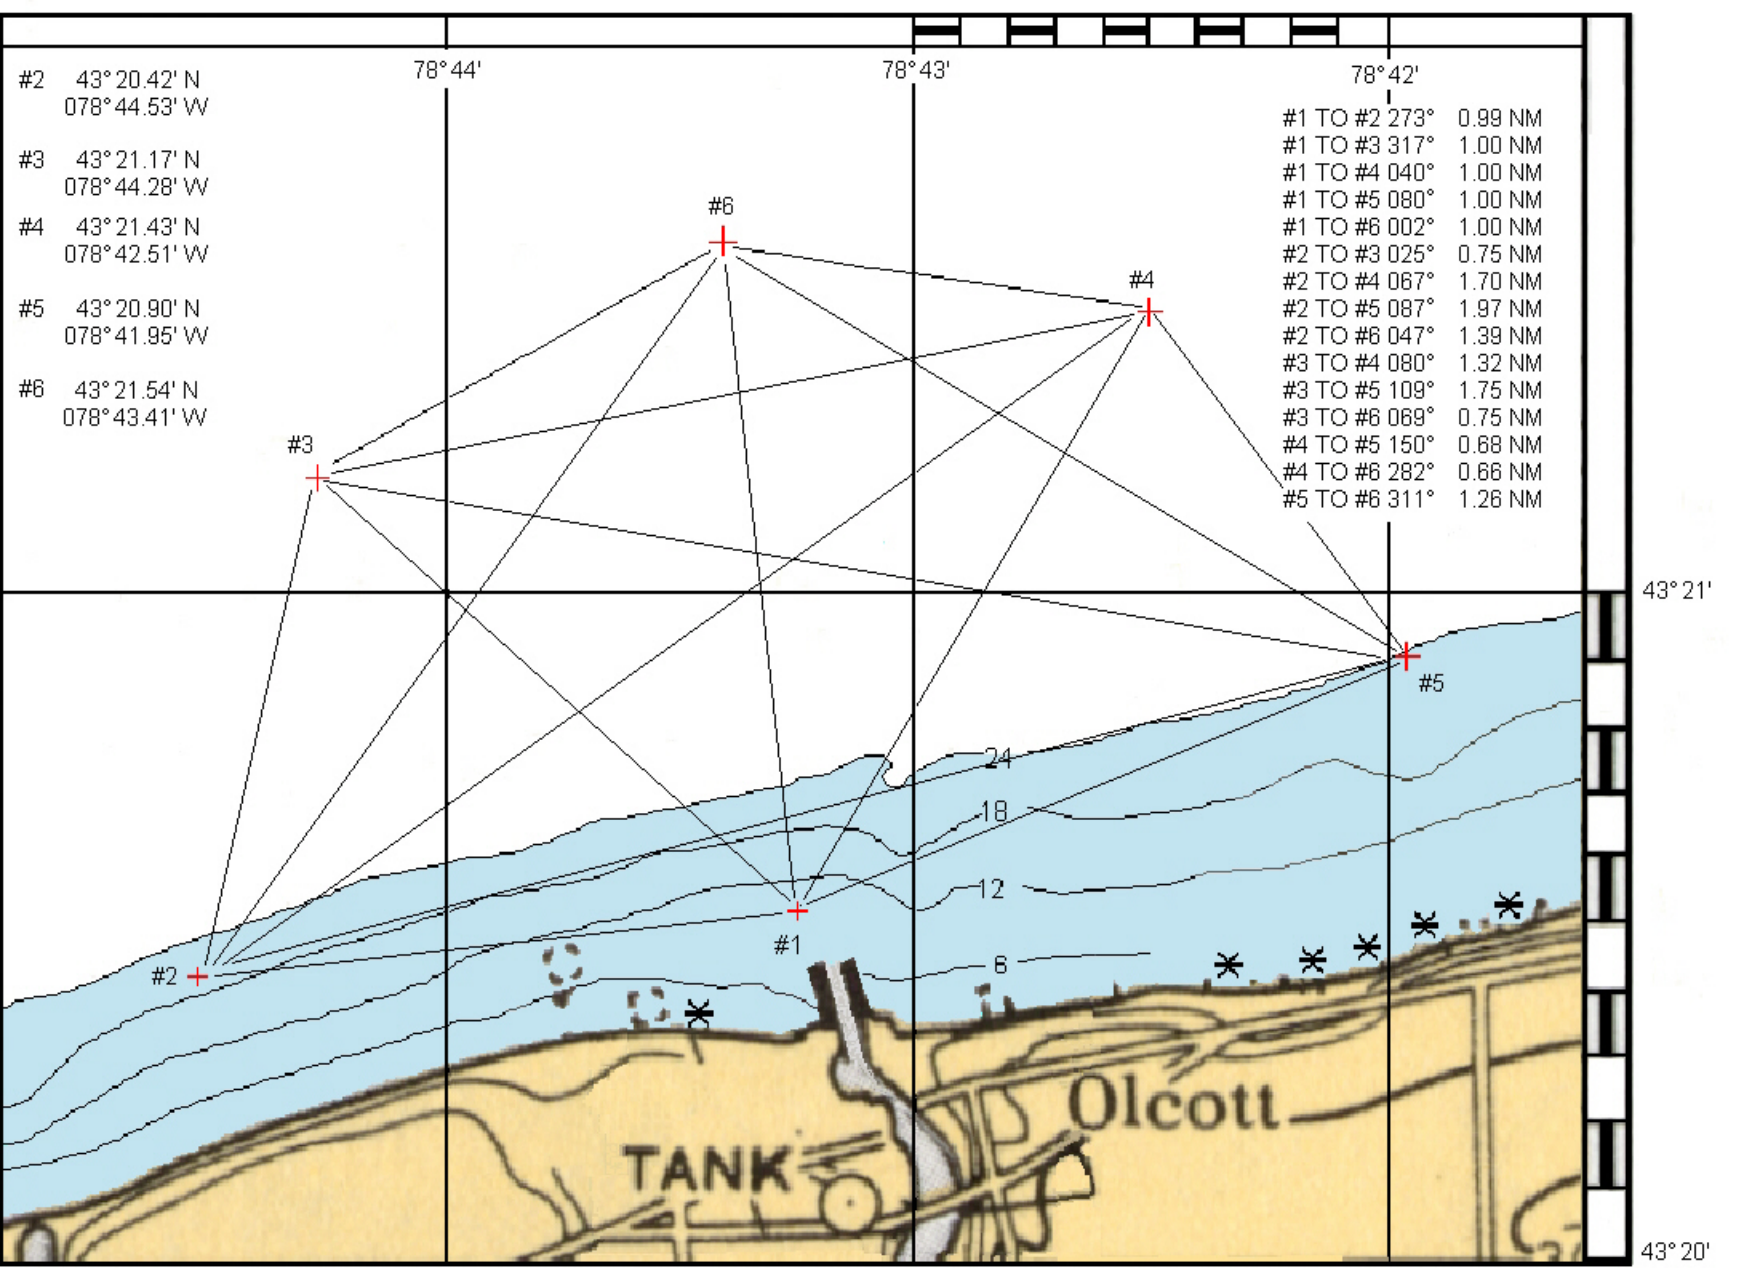 78°44'
78°43'
78°42'
#2 43°20.42' N
078°44.53' W
#3 43°21.17' N
078°44.28' W
#4 43°21.43' N
078°42.51' W
#5 43°20.90' N
078°41.95' W
#6 43°21.54' N
078°43.41' W
#1 TO #2 273° 0.99 NM
#1 TO #3 317° 1.00 NM
#1 TO #4 040° 1.00 NM
#1 TO #5 080° 1.00 NM
#1 TO #6 002° 1.00 NM
#2 TO #3 025° 0.75 NM
#2 TO #4 067° 1.70 NM
#2 TO #5 087° 1.97 NM
#2 TO #6 047° 1.39 NM
#3 TO #4 080° 1.32 NM
#3 TO #5 109° 1.75 NM
#3 TO #6 069° 0.75 NM
#4 TO #5 150° 0.68 NM
#4 TO #6 282° 0.66 NM
#5 TO #6 311° 1.26 NM
#6
#4
#3
43°21'
#5
24
18
12
#1
#2
6
Olcott
TANK
43°20'